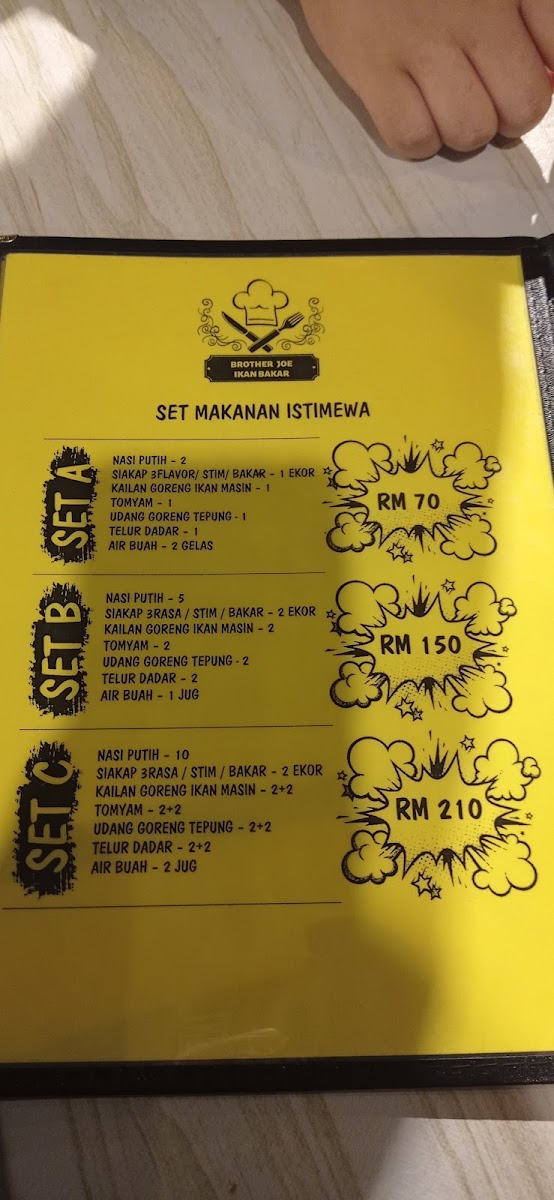 BROTHER JOE
IKAN BAKAR
SET MAKANAN ISTIMEWA
SET A
NASI PUTIH - 2
SIAKAP 3FLAVOR/ STIM/ BAKAR - 1 EKOR
KAILAN GORENG IKAN MASIN - 1
TOMYAM - 1
UDANG GORENG TEPUNG - 1
TELUR DADAR - 1
AIR BUAH - 2 GELAS
RM 70
SET B
NASI PUTIH - 5
SIAKAP 3RASA / STIM / BAKAR - 2 EKOR
KAILAN GORENG IKAN MASIN - 2
TOMYAM - 2
UDANG GORENG TEPUNG - 2
TELUR DADAR - 2
AIR BUAH - 1 JUG
RM 150
SET C
NASI PUTIH - 10
SIAKAP 3RASA / STIM / BAKAR - 2 EKOR
KAILAN GORENG IKAN MASIN - 2+2
TOMYAM - 2+2
UDANG GORENG TEPUNG - 2+2
TELUR DADAR - 2+2
AIR BUAH - 2 JUG
RM 210